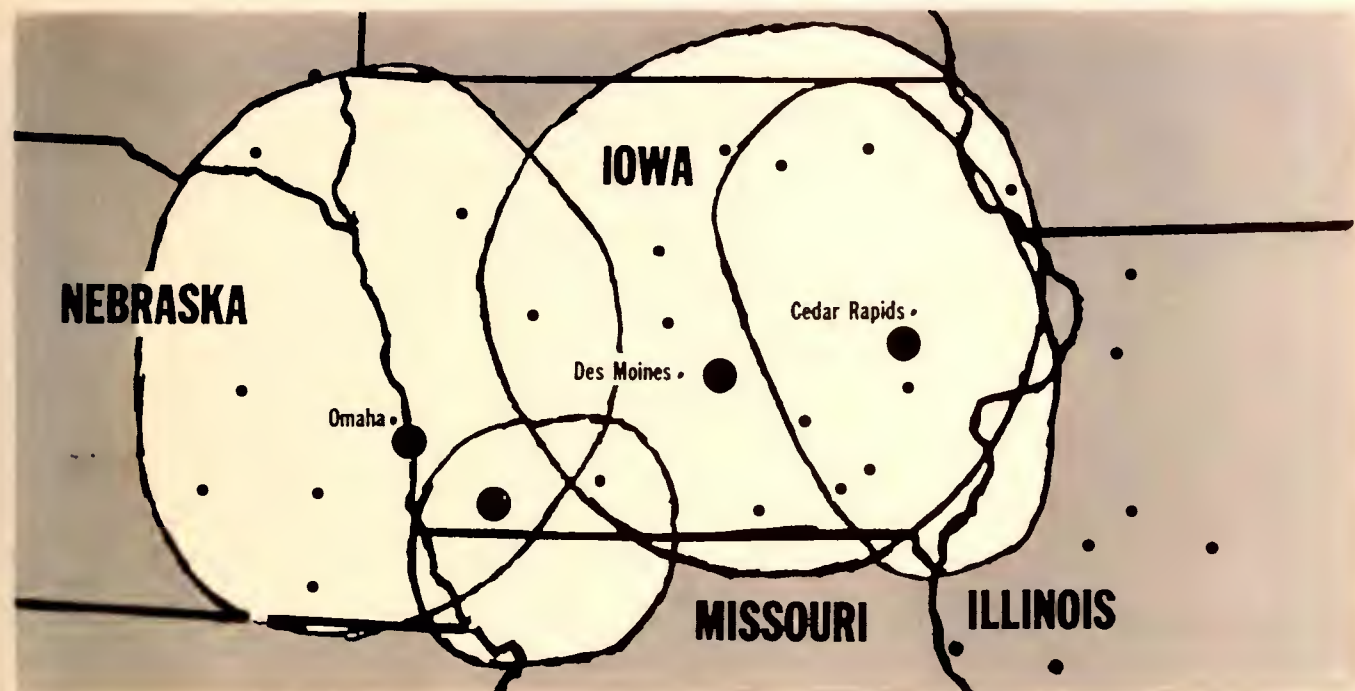 IOWA
NEBRASKA
Cedar Rapids
Des Moines
Omaha
MISSOURI
ILLINOIS